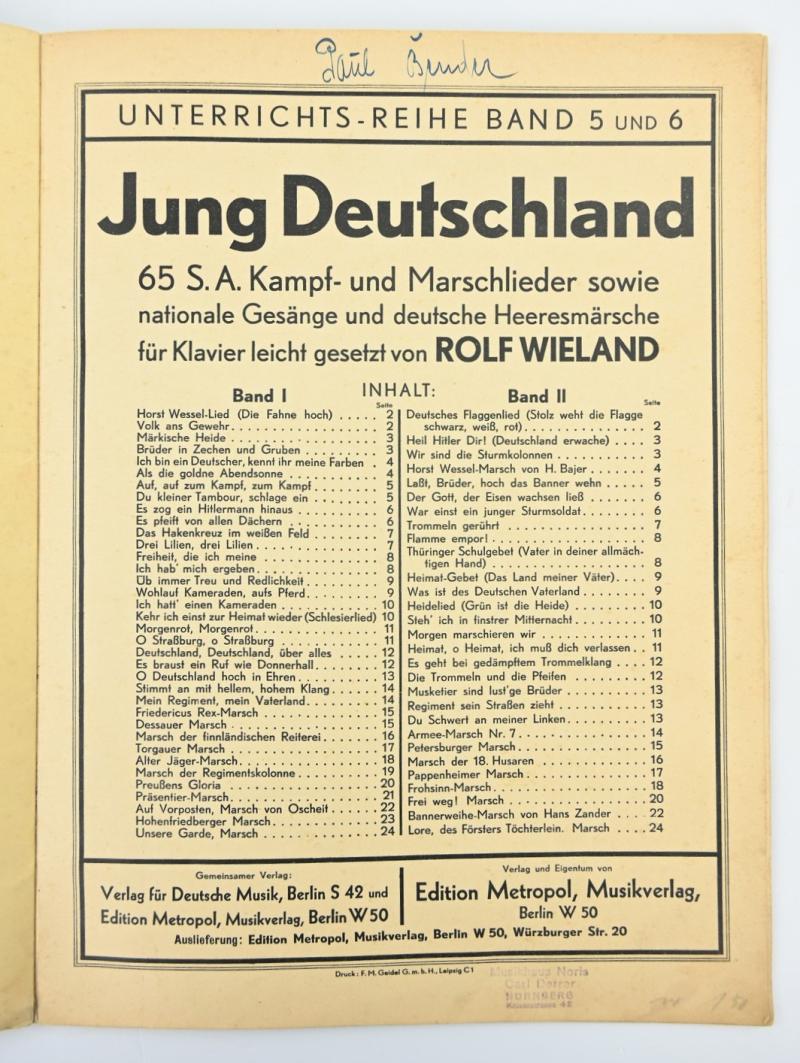 Paul Bender
UNTERRICHTS-REIHE BAND 5 UND 6
Jung Deutschland
65 S. A. Kampf- und Marschlieder sowie
nationale Gesänge und deutsche Heeresmärsche
für Klavier leicht gesetzt von ROLF WIELAND
INHALT:
Band I
Seite
Horst Wessel-Lied (Die Fahne hoch) ..... 2
Volk ans Gewehr .......... 2
Märkische Heide .......... 3
Brüder in Zechen und Gruben .......... 3
Ich bin ein Deutscher, kennt ihr meine Farben . 4
Als die goldne Abendsonne .......... 4
Auf, auf zum Kampf, zum Kampf .......... 5
Du kleiner Tambour, schlage ein .......... 5
Es zog ein Hitlermann hinaus .......... 6
Es pfeift von allen Dächern .......... 6
Das Hakenkreuz im weißen Feld .......... 7
Drei Lilien, drei Lilien .......... 7
Freiheit, die ich meine .......... 8
Ich hab' mich ergeben .......... 8
Üb immer Treu und Redlichkeit .......... 9
Wohlauf Kameraden, aufs Pferd .......... 9
Ich hatt' einen Kameraden .......... 10
Kehr ich einst zur Heimat wieder (Schlesierlied) 10
Morgenrot, Morgenrot .......... 11
O Straßburg, o Straßburg .......... 11
Deutschland, Deutschland, über alles ..... 12
Es braust ein Ruf wie Donnerhall .......... 12
O Deutschland hoch in Ehren .......... 13
Stimmt an mit hellem, hohem Klang ...... 14
Mein Regiment, mein Vaterland .......... 14
Friedericus Rex-Marsch .......... 15
Dessauer Marsch .......... 15
Marsch der finnländischen Reiterei ...... 16
Torgauer Marsch .......... 17
Alter Jäger-Marsch .......... 18
Marsch der Regimentskolonne .......... 19
Preußens Gloria .......... 20
Präsentier-Marsch .......... 21
Auf Vorposten, Marsch von Oscheit ...... 22
Hohenfriedberger Marsch .......... 23
Unsere Garde, Marsch .......... 24
Band II
Seite
Deutsches Flaggenlied (Stolz weht die Flagge
schwarz, weiß, rot) .......... 2
Heil Hitler Dir! (Deutschland erwache) .... 3
Wir sind die Sturmkolonnen .......... 3
Horst Wessel-Marsch von H. Bajer ....... 4
Laßt, Brüder, hoch das Banner wehn ..... 5
Der Gott, der Eisen wachsen ließ ....... 6
War einst ein junger Sturmsoldat ........ 6
Trommeln gerührt .......... 7
Flamme empor! .......... 8
Thüringer Schulgebet (Vater in deiner allmäch-
tigen Hand) .......... 8
Heimat-Gebet (Das Land meiner Väter) .... 9
Was ist des Deutschen Vaterland ........ 9
Heidelied (Grün ist die Heide) .......... 10
Steh' ich in finstrer Mitternacht .......... 10
Morgen marschieren wir .......... 11
Heimat, o Heimat, ich muß dich verlassen .. 11
Es geht bei gedämpftem Trommelklang .... 12
Die Trommeln und die Pfeifen .......... 12
Musketier sind lust'ge Brüder .......... 13
Regiment sein Straßen zieht .......... 13
Du Schwert an meiner Linken .......... 13
Armee-Marsch Nr. 7 .......... 14
Petersburger Marsch .......... 15
Marsch der 18. Husaren .......... 16
Pappenheimer Marsch .......... 17
Frohsinn-Marsch .......... 18
Frei weg! Marsch .......... 20
Bannerweihe-Marsch von Hans Zander .... 22
Lore, des Försters Töchterlein. Marsch .... 24
Gemeinsamer Verlag:
Verlag für Deutsche Musik, Berlin S 42 und
Edition Metropol, Musikverlag, Berlin W 50
Verlag und Eigentum von
Edition Metropol, Musikverlag,
Berlin W 50
Auslieferung: Edition Metropol, Musikverlag, Berlin W 50, Würzburger Str. 20
Druck: F. M. Geidel G. m. b. H., Leipzig C 1
Musikhaus Noris
Carl
NÜRNBERG